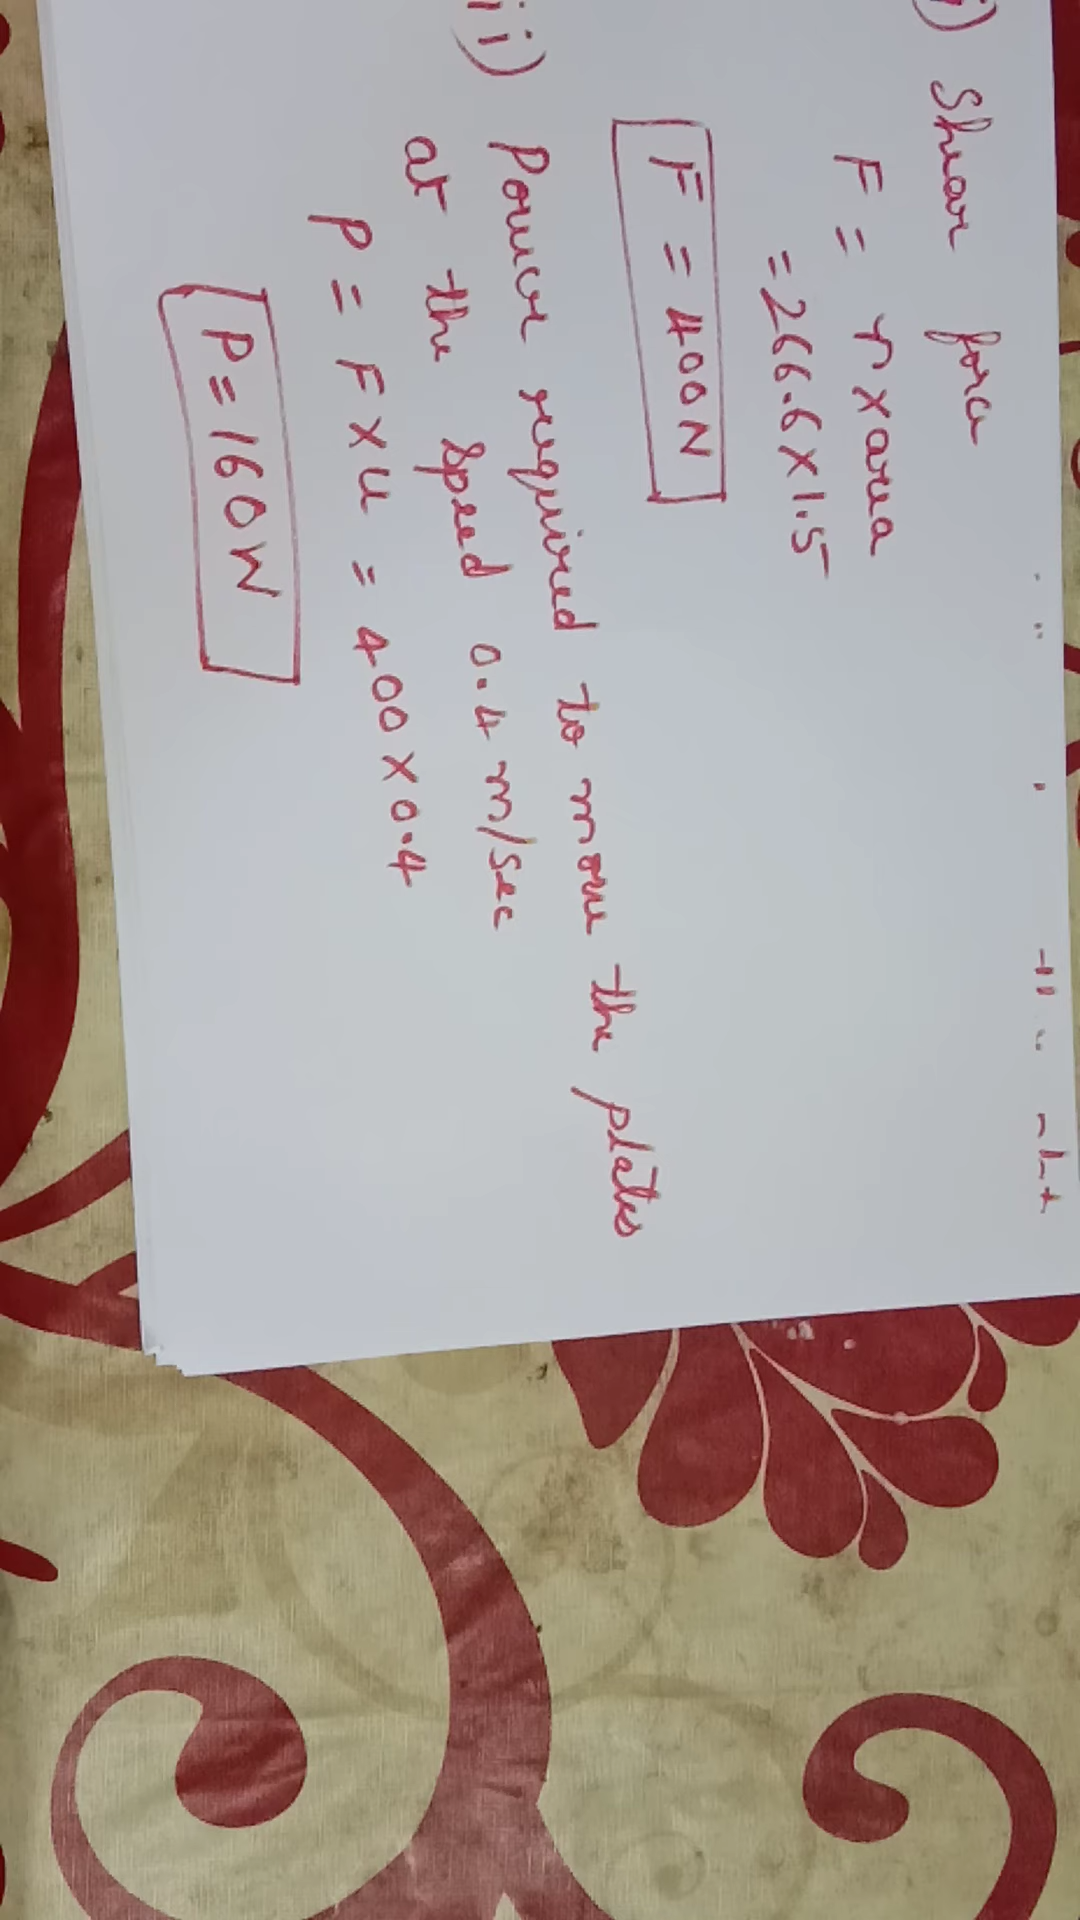 i) Shear force
F = τ x area
= 266.6 x 1.5
F = 400 N
ii) Power required to move the plates
at the speed 0.4 m/sec
P = F x u = 400 x 0.4
P = 160 W